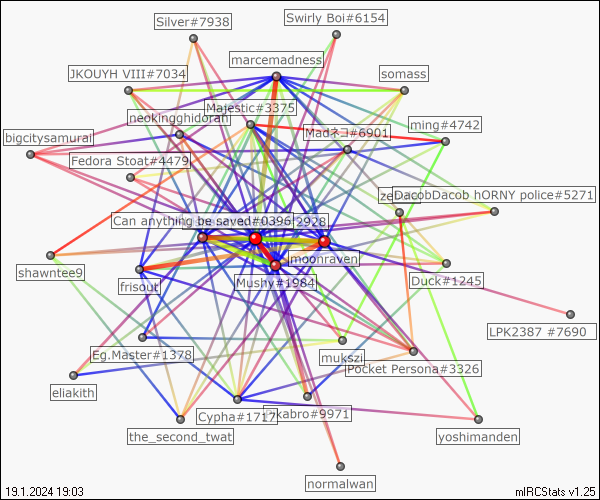 Silver#7938
Swirly Boi#6154
marcemadness
JKOUYH VIII#7034
somass
Majestic#3375
neokingghidorah
ming#4742
Madネコ#6901
bigcitysamurai
Fedora Stoat#4479
DacobDacob hORNY police#5271
Can anything be saved#0396
2928
moonraven
shawntee9
frisout
Mushy#1984
Duck#1245
LPK2387 #7690
Eg.Master#1378
mukszi
Pocket Persona#3326
eliakith
Cypha#1717
kabro#9971
the_second_twat
yoshimanden
normalwan
19.1.2024 19:03
mIRCStats v1.25